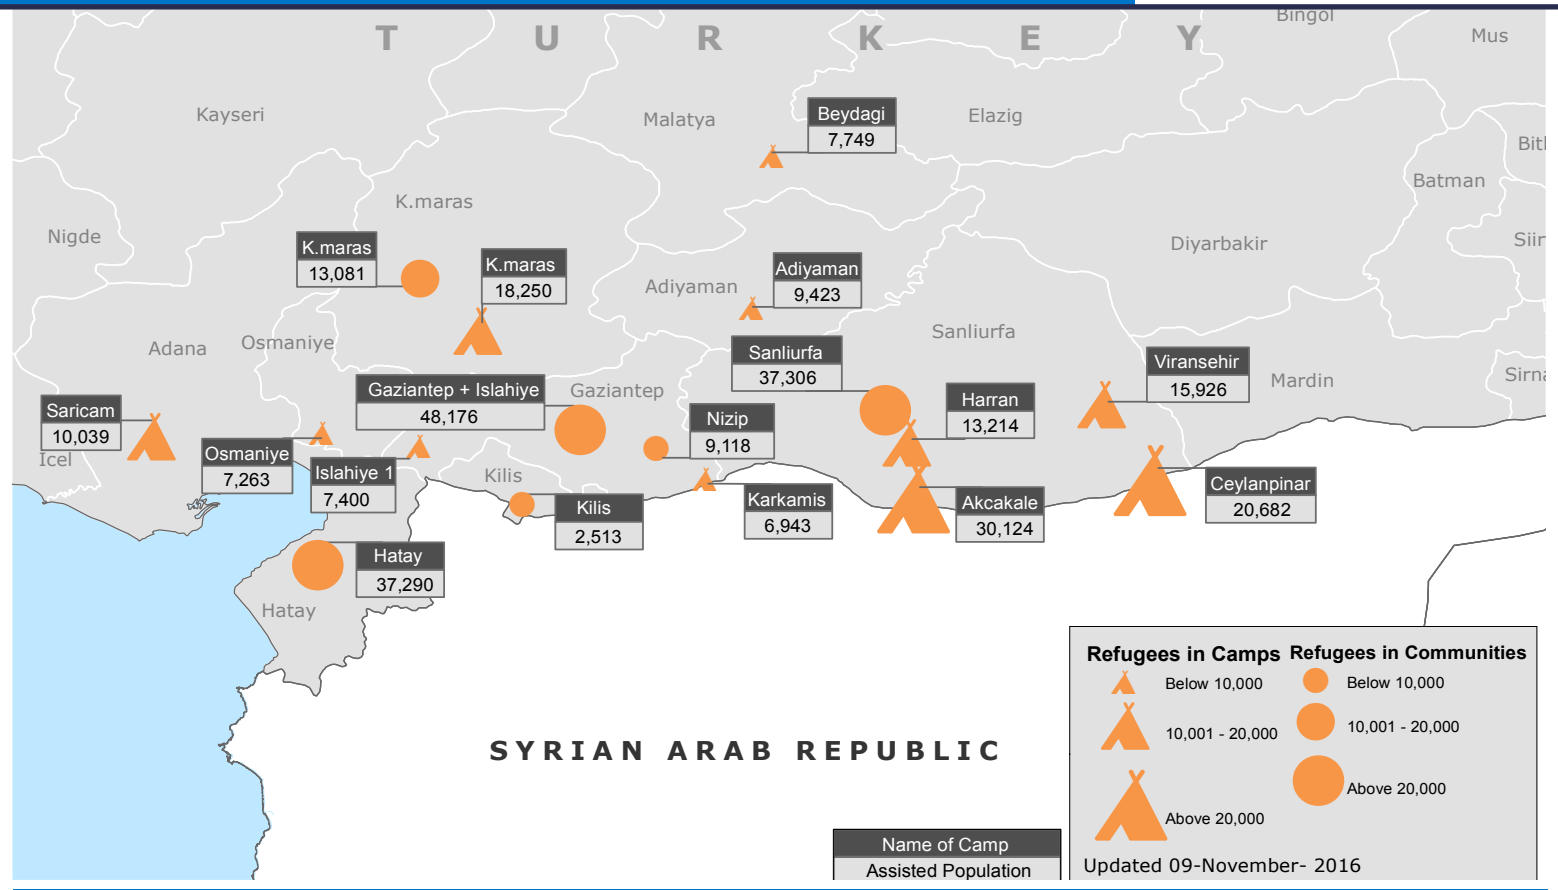 T U R K E Y
Bingol
Mus
Kayseri
Malatya
Elazig
Beydagi
7,749
Batman
K.maras
Nigde
Diyarbakir
K.maras
13,081
K.maras
18,250
Adiyaman
Adiyaman
9,423
Adana
Osmaniye
Sanliurfa
Sanliurfa
37,306
Viransehir
15,926
Mardin
Gaziantep + Islahiye
48,176
Gaziantep
Saricam
10,039
Icel
Nizip
9,118
Harran
13,214
Osmaniye
7,263
Islahiye 1
7,400
Kilis
Kilis
2,513
Karkamis
6,943
Akcakale
30,124
Ceylanpinar
20,682
Hatay
37,290
Hatay
SYRIAN ARAB REPUBLIC
Refugees in Camps
Below 10,000
10,001 - 20,000
Above 20,000
Refugees in Communities
Below 10,000
10,001 - 20,000
Above 20,000
Updated 09-November- 2016
Name of Camp
Assisted Population